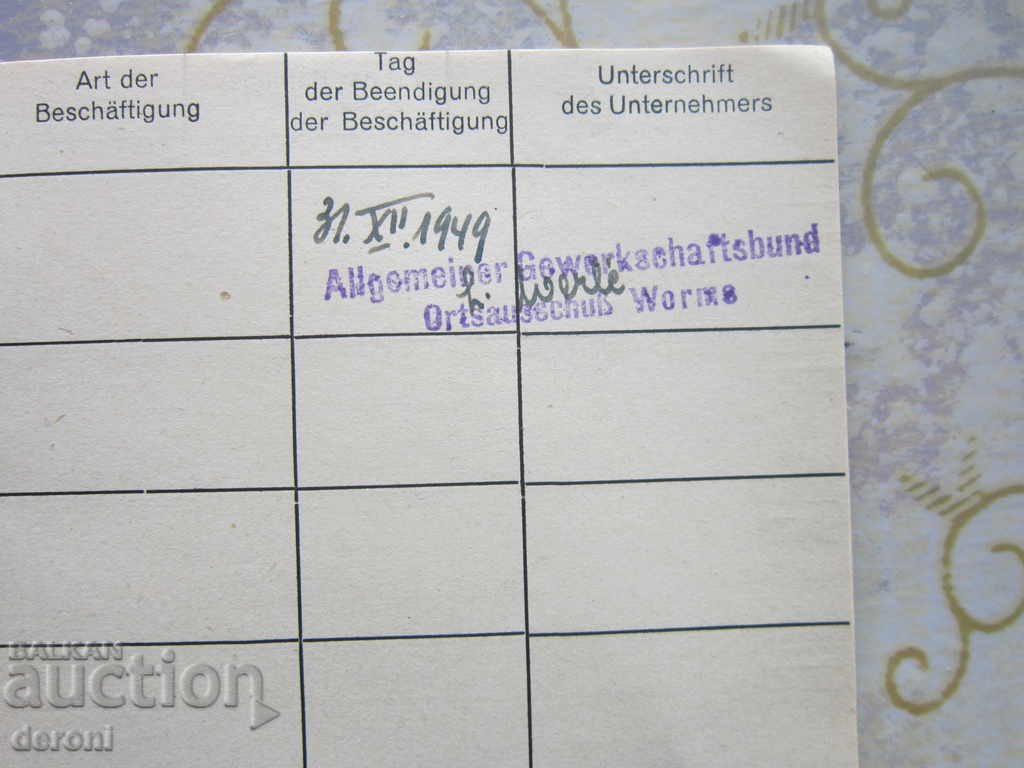 Art der
Beschäftigung
Tag
der Beendigung
der Beschäftigung
Unterschrift
des Unternehmers
31. XII. 1949
Allgemeiner Gewerkschaftsbund
Werle
Ortsausschuß Worms
BALKAN
auction
deroni